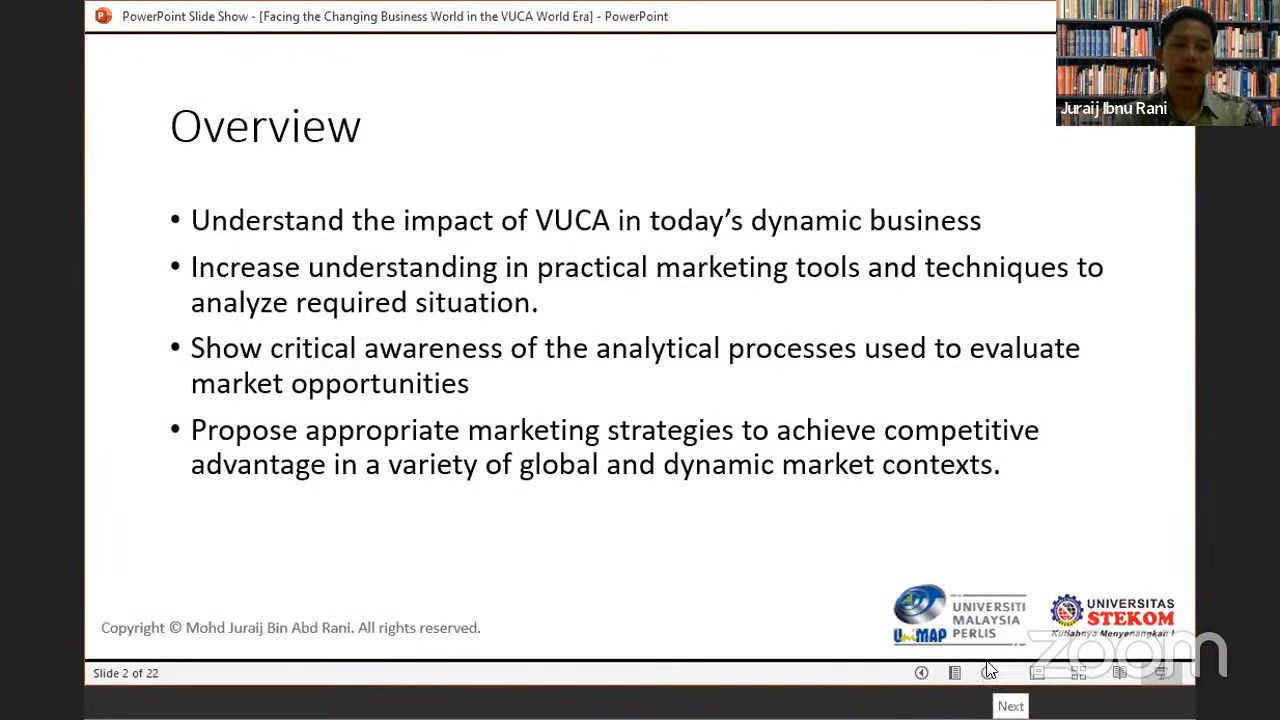 PowerPoint Slide Show - [Facing the Changing Business World in the VUCA World Era] - PowerPoint
Juraij Ibnu Rani
Overview
• Understand the impact of VUCA in today's dynamic business
• Increase understanding in practical marketing tools and techniques to
analyze required situation.
• Show critical awareness of the analytical processes used to evaluate
market opportunities
• Propose appropriate marketing strategies to achieve competitive
advantage in a variety of global and dynamic market contexts.
UniMAP
UNIVERSITI
MALAYSIA
PERLIS
UNIVERSITAS
STEKOM
Kuliahnya Menyenangkan !
Copyright © Mohd Juraij Bin Abd Rani. All rights reserved.
zoom
Slide 2 of 22
Next